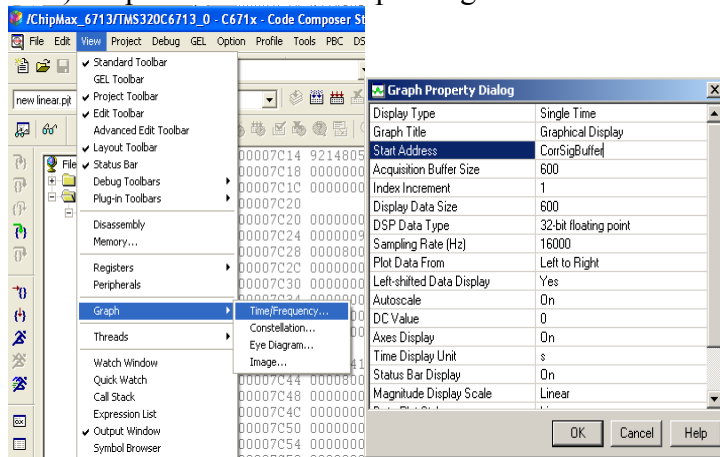 /ChipMax_6713/TMS320C6713_0 - C671x - Code Composer St
File Edit View Project Debug GEL Option Profile Tools PBC DS
new linear.pjt
File
✓ Standard Toolbar
GEL Toolbar
✓ Project Toolbar
✓ Edit Toolbar
Advanced Edit Toolbar
✓ Layout Toolbar
✓ Status Bar
Debug Toolbars
Plug-in Toolbars
Disassembly
Memory...
Registers
Peripherals
Graph
Threads
Watch Window
Quick Watch
Call Stack
Expression List
✓ Output Window
Symbol Browser
Time/Frequency...
Constellation...
Eye Diagram...
Image...
00007C14 9214805
00007C18 0000000
00007C1C 0000000
00007C20
00007C20 0000000
00007C24 0000009
00007C28 0000800
00007C2C 0000000
00007C30 0000000
00007C44 0000800
00007C48 0000000
00007C4C 0000000
00007C50 0000000
00007C54 0000000
Graph Property Dialog
Display Type Single Time
Graph Title Graphical Display
Start Address CorrSigBuffer
Acquisition Buffer Size 600
Index Increment 1
Display Data Size 600
DSP Data Type 32-bit floating point
Sampling Rate (Hz) 16000
Plot Data From Left to Right
Left-shifted Data Display Yes
Autoscale On
DC Value 0
Axes Display On
Time Display Unit s
Status Bar Display On
Magnitude Display Scale Linear
OK Cancel Help